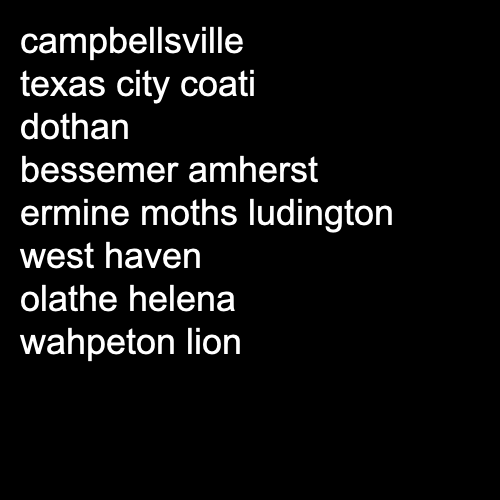 campbellsville
texas city coati
dothan
bessemer amherst
ermine moths ludington
west haven
olathe helena
wahpeton lion